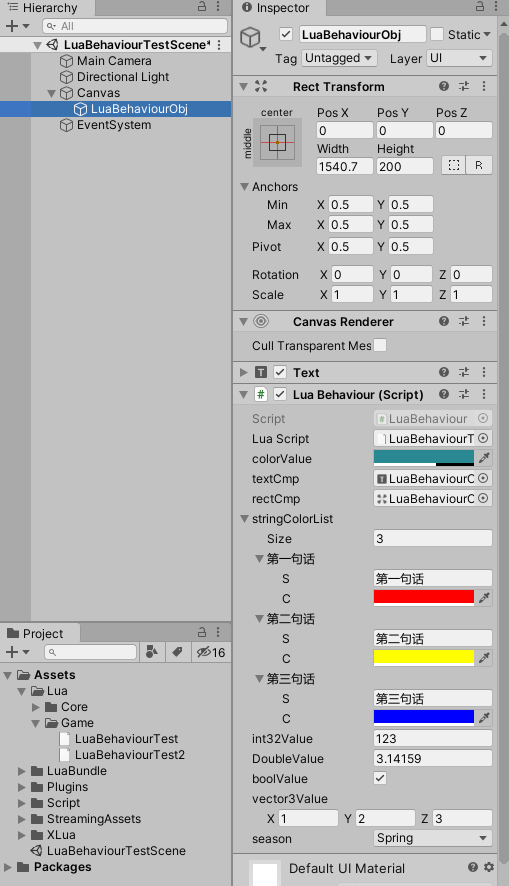 Hierarchy
All
LuaBehaviourTestScene*
Main Camera
Directional Light
Canvas
LuaBehaviourObj
EventSystem
Project
16
Assets
Lua
Core
Game
LuaBehaviourTest
LuaBehaviourTest2
LuaBundle
Plugins
Script
StreamingAssets
XLua
LuaBehaviourTestScene
Packages
Inspector
LuaBehaviourObj Static
Tag Untagged Layer UI
Rect Transform
center Pos X Pos Y Pos Z
middle 0 0 0
Width Height
1540.7 200 R
Anchors
Min X 0.5 Y 0.5
Max X 0.5 Y 0.5
Pivot X 0.5 Y 0.5
Rotation X 0 Y 0 Z 0
Scale X 1 Y 1 Z 1
Canvas Renderer
Cull Transparent Mes
Text
Lua Behaviour (Script)
Script LuaBehaviour
Lua Script LuaBehaviourT
colorValue
textCmp LuaBehaviourC
rectCmp LuaBehaviourC
stringColorList
Size 3
第一句话
S 第一句话
C
第二句话
S 第二句话
C
第三句话
S 第三句话
C
int32Value 123
DoubleValue 3.14159
boolValue
vector3Value
X 1 Y 2 Z 3
season Spring
Default UI Material